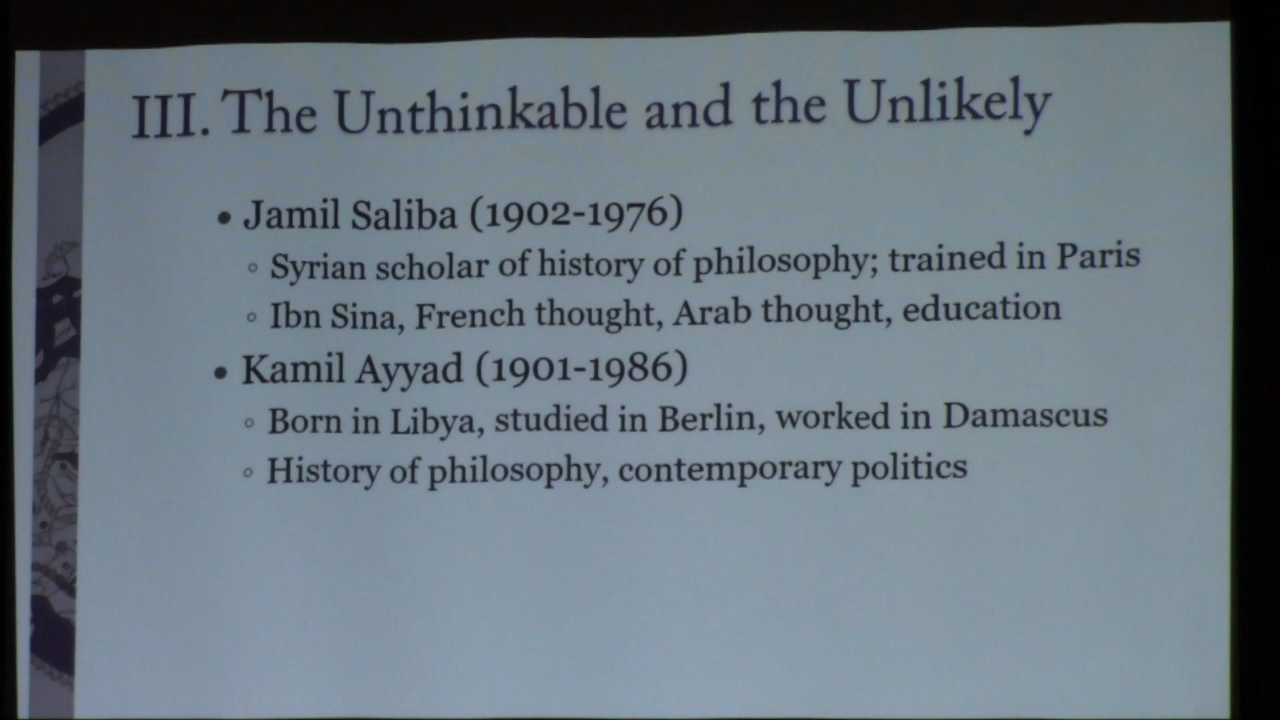 III. The Unthinkable and the Unlikely
• Jamil Saliba (1902-1976)
◦ Syrian scholar of history of philosophy; trained in Paris
◦ Ibn Sina, French thought, Arab thought, education
• Kamil Ayyad (1901-1986)
◦ Born in Libya, studied in Berlin, worked in Damascus
◦ History of philosophy, contemporary politics